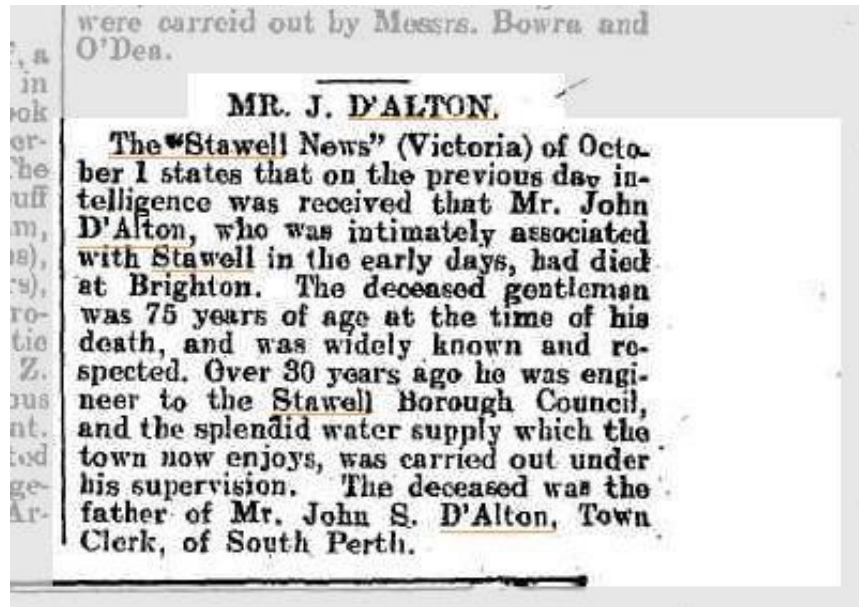 were carreid out by Messrs. Bowra and
O'Dea.
MR. J. D'ALTON.
The "Stawell News" (Victoria) of Octo-
ber 1 states that on the previous day in-
telligence was received that Mr. John
D'Alton, who was intimately associated
with Stawell in the early days, had died
at Brighton. The deceased gentleman
was 75 years of age at the time of his
death, and was widely known and re-
spected. Over 30 years ago he was engi-
neer to the Stawell Borough Council,
and the splendid water supply which the
town now enjoys, was carried out under
his supervision. The deceased was the
father of Mr. John S. D'Alton, Town
Clerk, of South Perth.